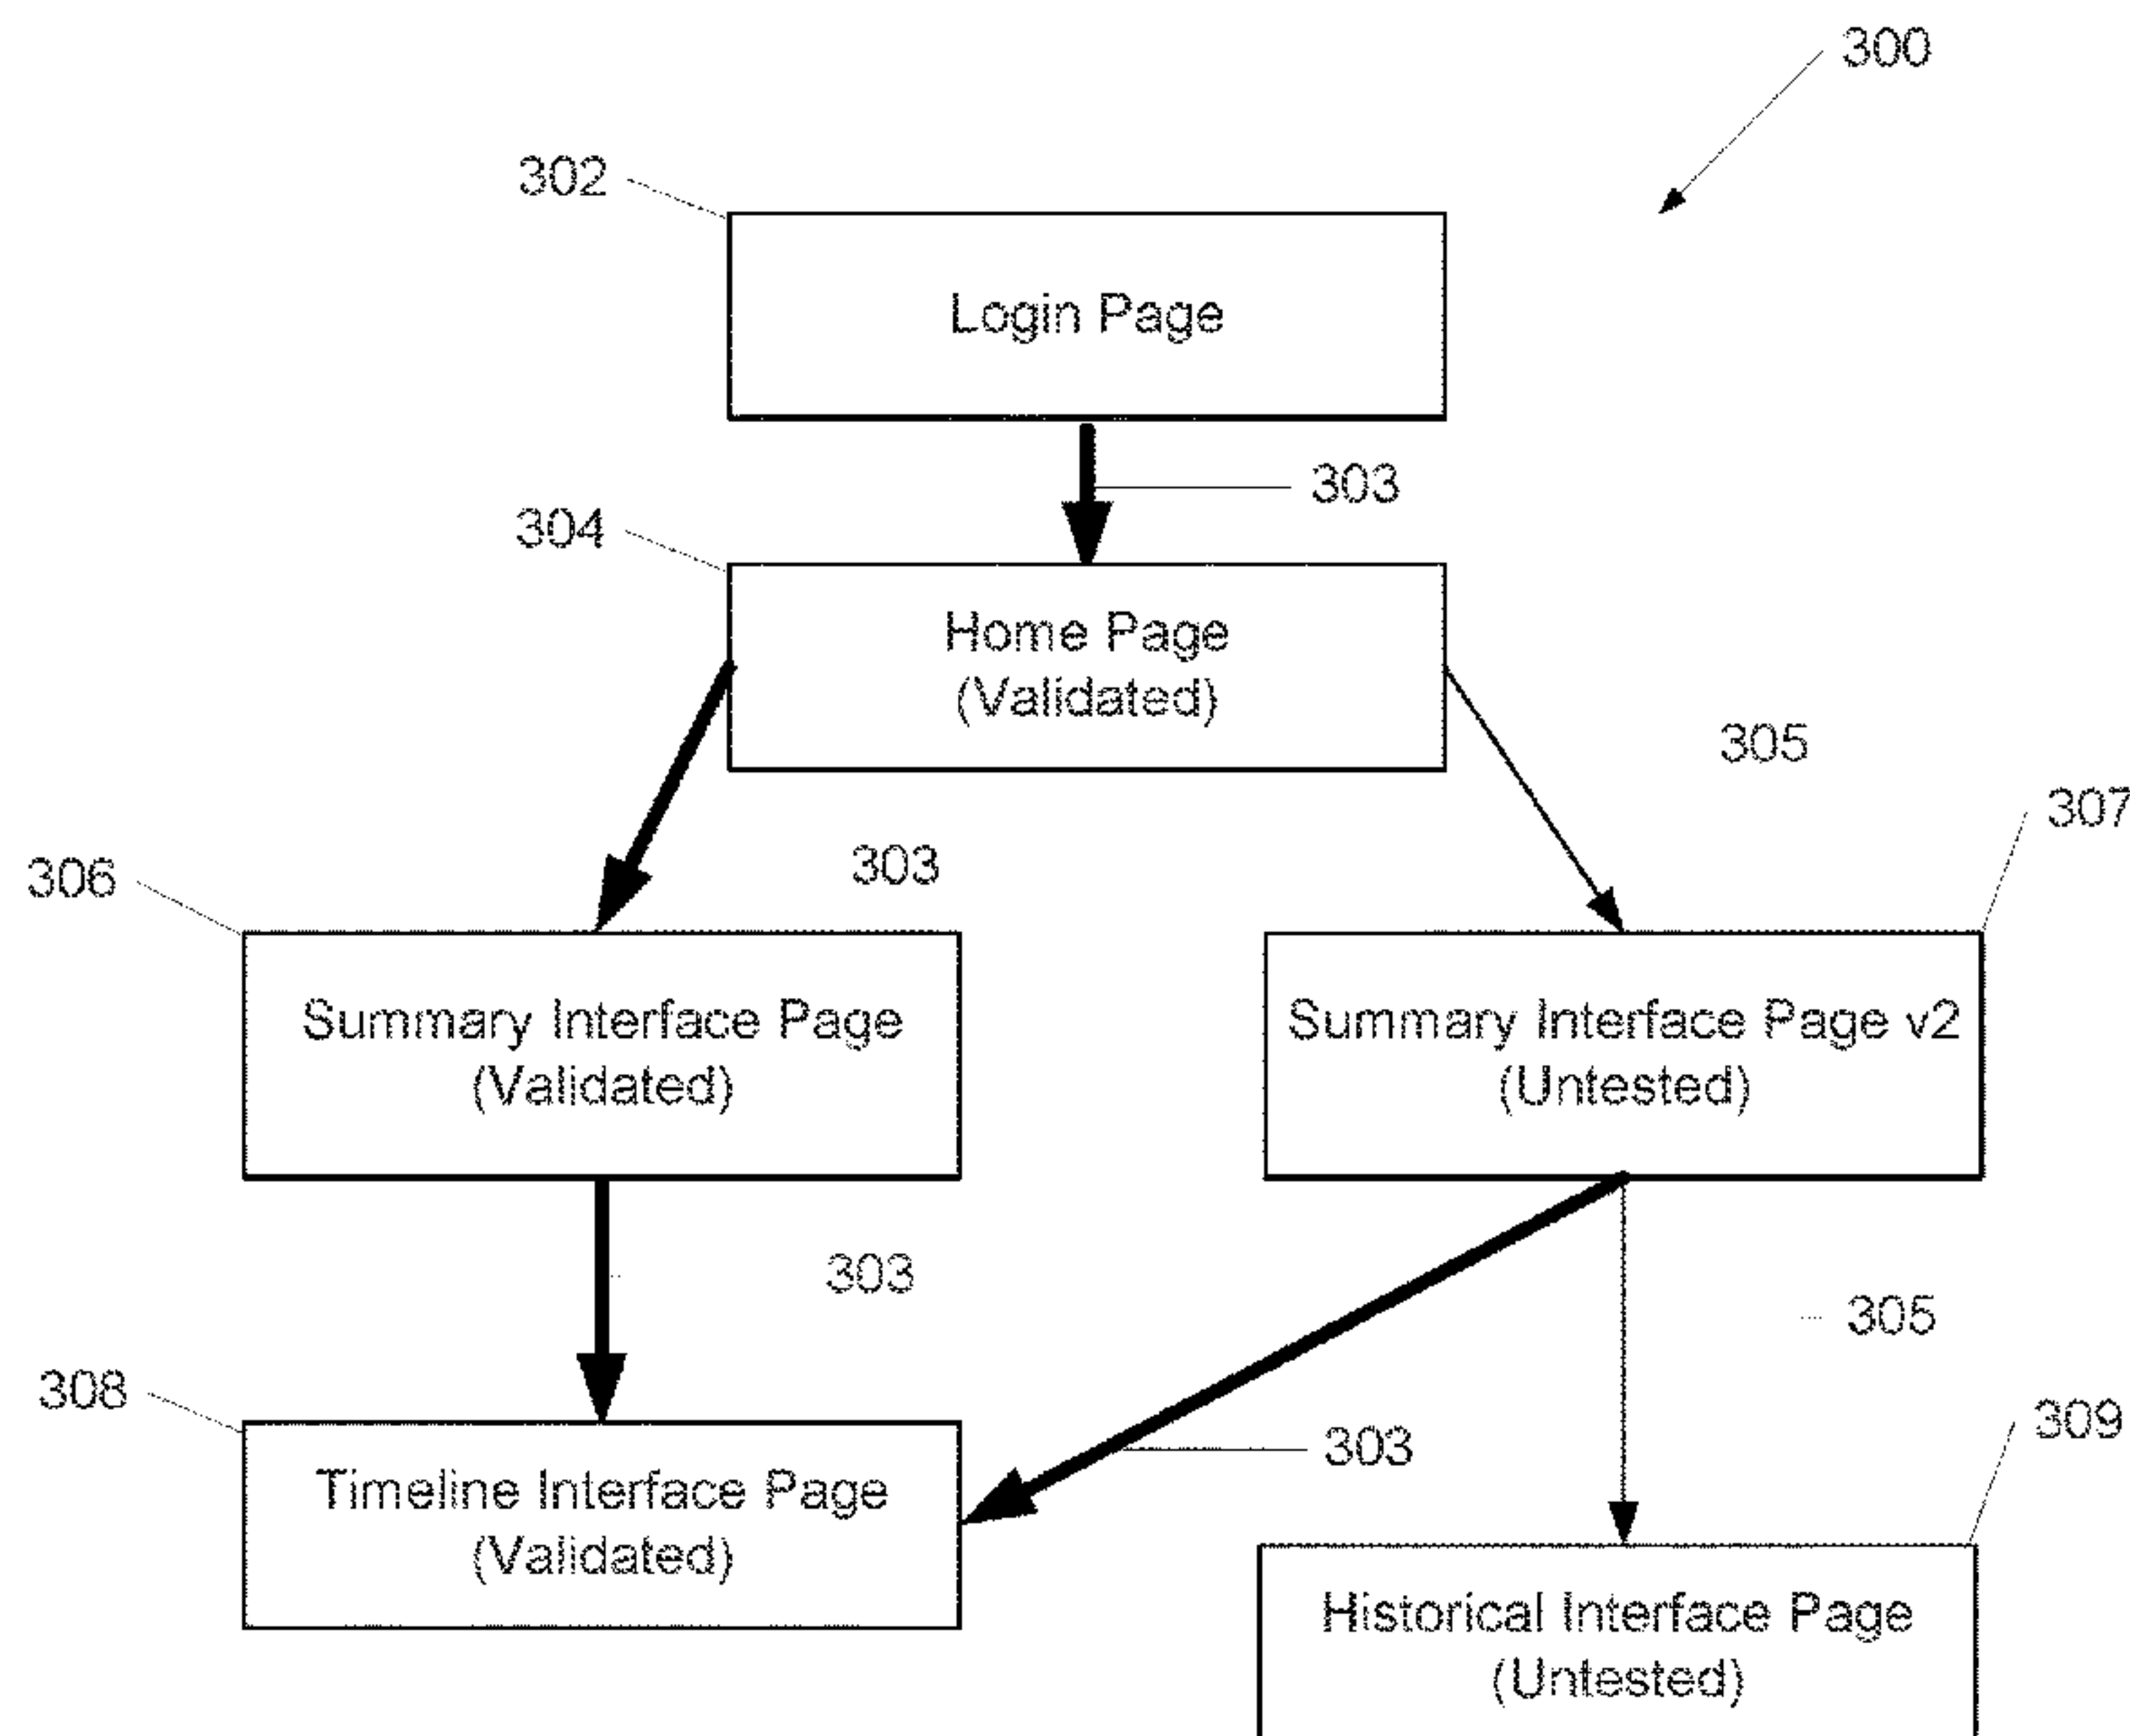 300
302
Login Page
303
304
Home Page
(Validated)
305
307
303
306
Summary Interface Page
(Validated)
Summary Interface Page v2
(Untested)
303
305
308
303
309
Timeline Interface Page
(Validated)
Historical Interface Page
(Untested)